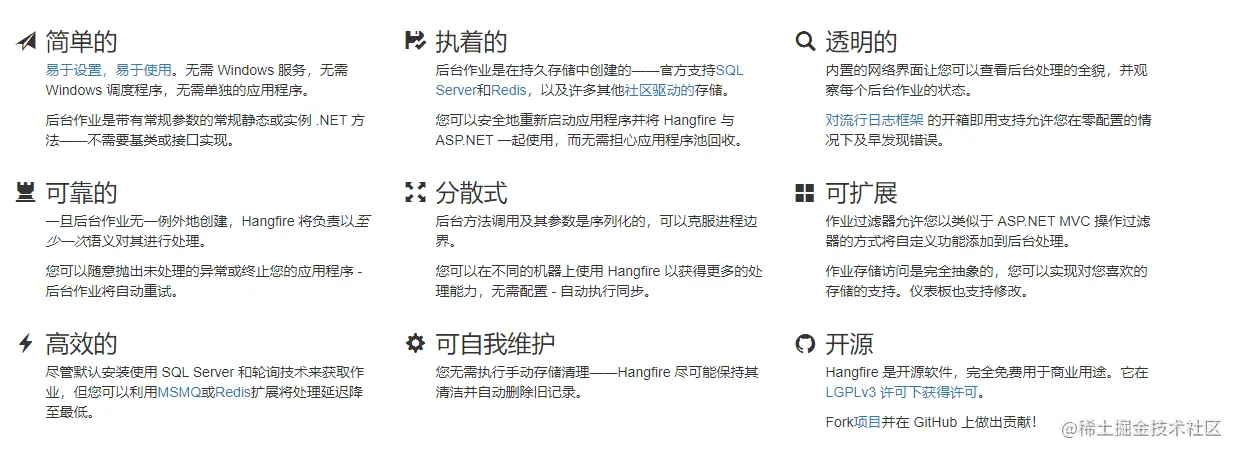 简单的
易于设置，易于使用。无需 Windows 服务，无需
Windows 调度程序，无需单独的应用程序。
后台作业是带有常规参数的常规静态或实例 .NET 方
法——不需要基类或接口实现。
执着的
后台作业是在持久存储中创建的——官方支持SQL
Server和Redis，以及许多其他社区驱动的存储。
您可以安全地重新启动应用程序并将 Hangfire 与
ASP.NET 一起使用，而无需担心应用程序池回收。
透明的
内置的网络界面让您可以查看后台处理的全貌，并观
察每个后台作业的状态。
对流行日志框架 的开箱即用支持允许您在零配置的情
况下及早发现错误。
可靠的
一旦后台作业无一例外地创建，Hangfire 将负责以至
少一次语义对其进行处理。
您可以随意抛出未处理的异常或终止您的应用程序 -
后台作业将自动重试。
分散式
后台方法调用及其参数是序列化的，可以克服进程边
界。
您可以在不同的机器上使用 Hangfire 以获得更多的处
理能力，无需配置 - 自动执行同步。
可扩展
作业过滤器允许您以类似于 ASP.NET MVC 操作过滤
器的方式将自定义功能添加到后台处理。
作业存储访问是完全抽象的，您可以实现对您喜欢的
存储的支持。仪表板也支持修改。
高效的
尽管默认安装使用 SQL Server 和轮询技术来获取作
业，但您可以利用MSMQ或Redis扩展将处理延迟降
至最低。
可自我维护
您无需执行手动存储清理——Hangfire 尽可能保持其
清洁并自动删除旧记录。
开源
Hangfire 是开源软件，完全免费用于商业用途。它在
LGPLv3 许可下获得许可。
Fork项目并在 GitHub 上做出贡献！
@稀土掘金技术社区